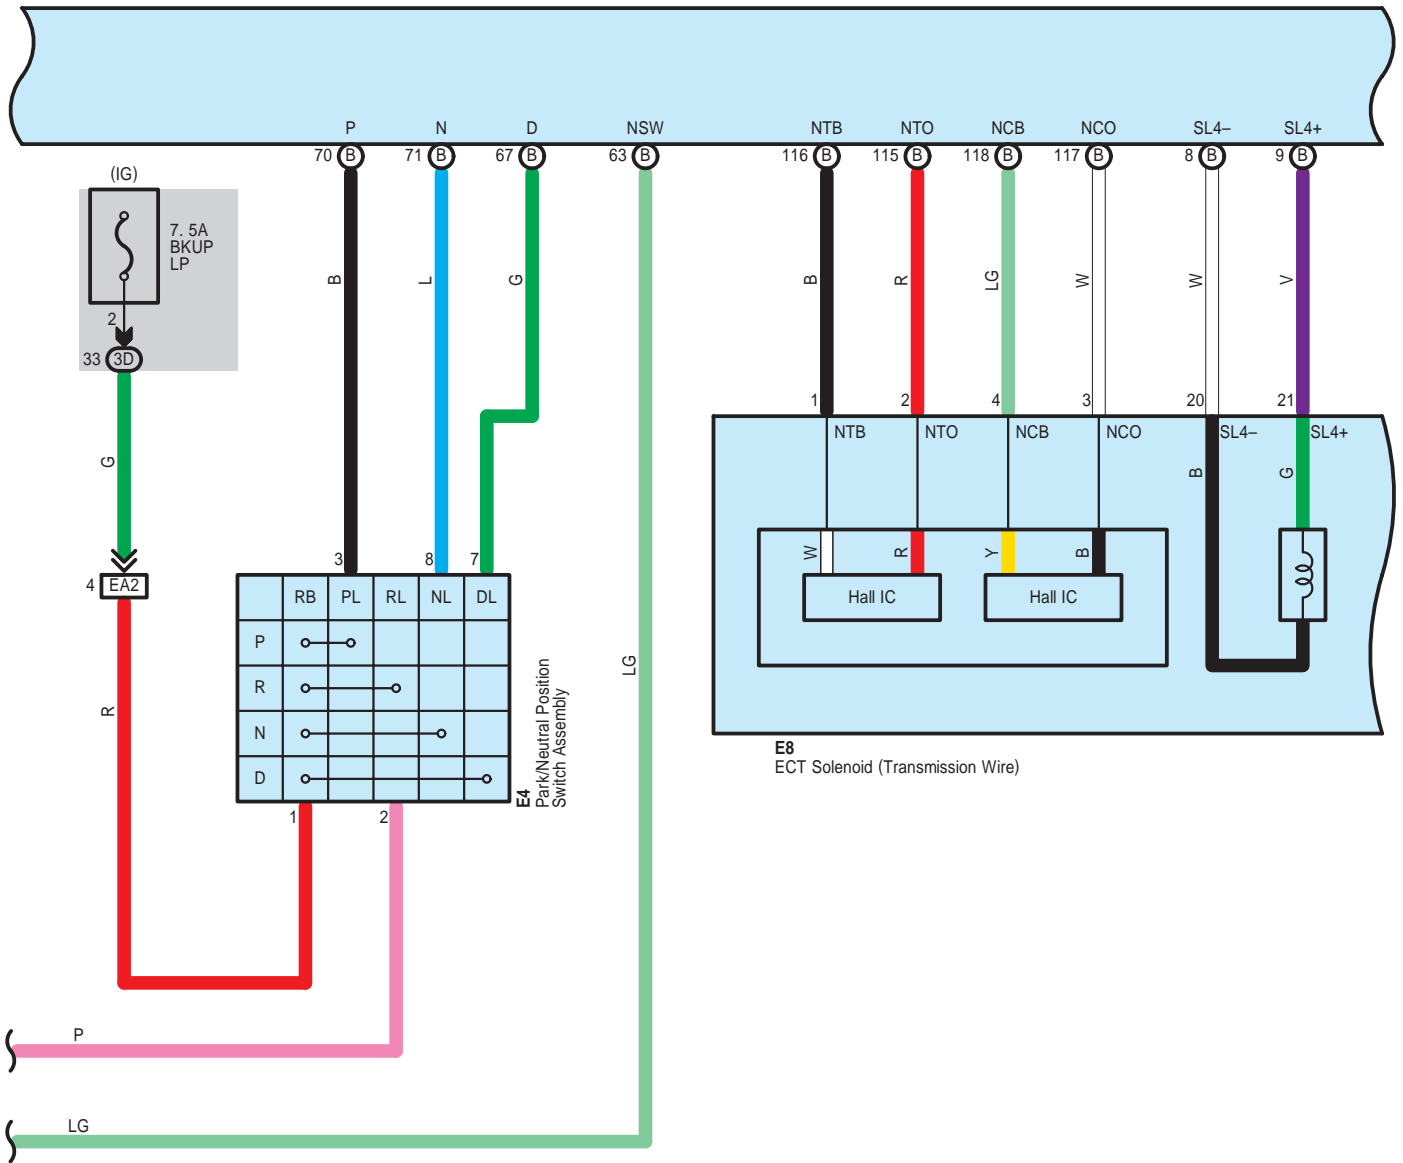 P N D NSW NTB NTO NCB NCO SL4– SL4+
70 B 71 B 67 B 63 B 116 B 115 B 118 B 117 B 8 B 9 B
(IG)
7. 5A
BKUP
LP
2
33 3D
B L G B R LG W W V
G
1 2 4 3 20 21
NTB NTO NCB NCO SL4– SL4+
B G
W R Y B
Hall IC Hall IC
4 EA2
3 8 7
RB PL RL NL DL
P
R
N
D
R
1 2
E4
Park/Neutral Position
Switch Assembly
LG
E8
ECT Solenoid (Transmission Wire)
P
LG